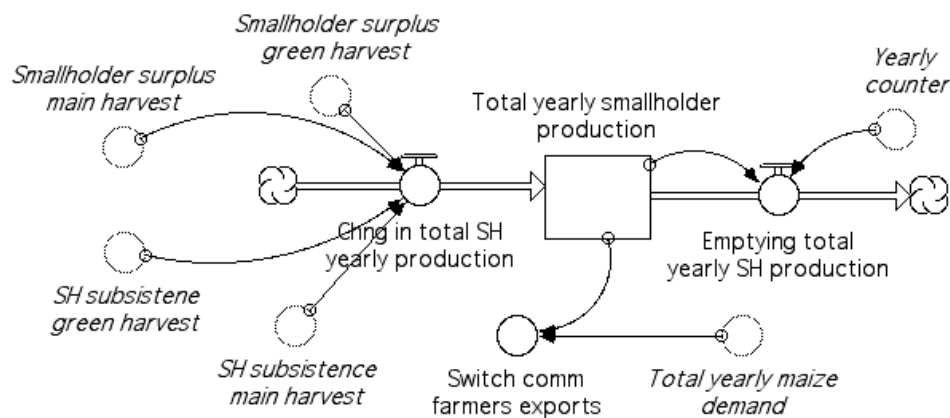 Smallholder surplus
green harvest
Smallholder surplus
main harvest
Yearly
counter
Total yearly smallholder
production
Chng in total SH
yearly production
Emptying total
yearly SH production
SH subsistene
green harvest
SH subsistence
main harvest
Switch comm
farmers exports
Total yearly maize
demand